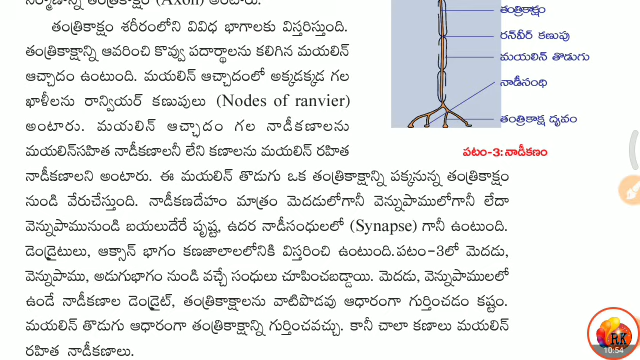 నిర్మాణాన్ని తంత్రికాక్షం (Axon) అంటారు.
తంత్రికాక్షం శరీరంలోని వివిధ భాగాలకు విస్తరిస్తుంది.
తంత్రికాక్షాన్ని ఆవరించి కొవ్వు పదార్థాలను కలిగిన మయలిన్
ఆచ్ఛాదం ఉంటుంది. మయలిన్ ఆచ్ఛాదంలో అక్కడక్కడ గల
ఖాళీలను రాన్వియర్ కణుపులు (Nodes of ranvier)
అంటారు. మయలిన్ ఆచ్ఛాదం గల నాడీకణాలను
మయలిన్‌సహిత నాడీకణాలనీ లేని కణాలను మయలిన్ రహిత
నాడీకణాలని అంటారు. ఈ మయలిన్ తొడుగు ఒక తంత్రికాక్షాన్ని పక్కనున్న తంత్రికాక్షం
నుండి వేరుచేస్తుంది. నాడీకణదేహం మాత్రం మెదడులోగానీ వెన్నుపాములోగానీ లేదా
వెన్నుపామునుండి బయలుదేరే పృష్ట, ఉదర నాడీసంధులలో (Synapse) గానీ ఉంటుంది.
డెండ్రైటులు, ఆక్సాన్ భాగం కణజాలాలలోనికి విస్తరించి ఉంటుంది. పటం-3లో మెదడు,
వెన్నుపాము, అడుగుభాగం నుండి వచ్చే సంధులు చూపించబడ్డాయి. మెదడు, వెన్నుపాములలో
ఉండే నాడీకణాల డెండ్రైట్, తంత్రికాక్షాలను వాటిపొడవు ఆధారంగా గుర్తించడం కష్టం.
మయలిన్ తొడుగు ఆధారంగా తంత్రికాక్షాన్ని గుర్తించవచ్చు. కానీ చాలా కణాలు మయలిన్
రహిత నాడీకణాలు.
తంత్రికాక్షం
రన్‌వీర్ కణుపు
మయలిన్ తొడుగు
నాడీసంధి
తంత్రికాక్ష ధృవం
పటం-3: నాడీకణం
RK
10:54